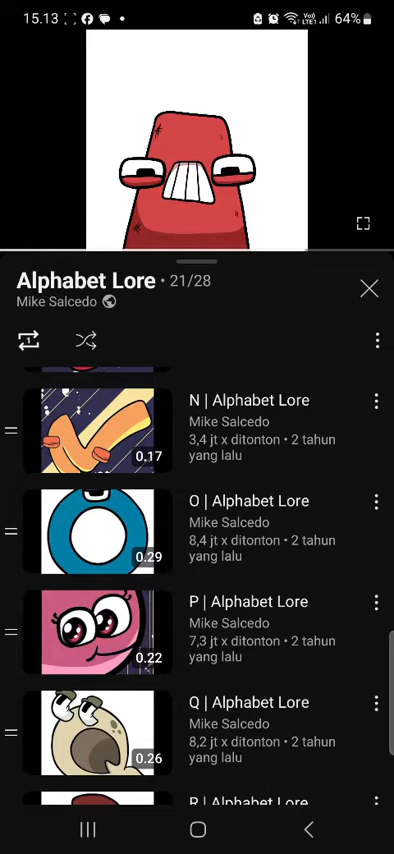 15.13 Vo) LTE1 64%
Alphabet Lore • 21/28
Mike Salcedo
1
N | Alphabet Lore
Mike Salcedo
3,4 jt x ditonton • 2 tahun
yang lalu
0.17
O | Alphabet Lore
Mike Salcedo
8,4 jt x ditonton • 2 tahun
yang lalu
0.29
P | Alphabet Lore
Mike Salcedo
7,3 jt x ditonton • 2 tahun
yang lalu
0.22
Q | Alphabet Lore
Mike Salcedo
8,2 jt x ditonton • 2 tahun
yang lalu
0.26
R | Alphabet Lore